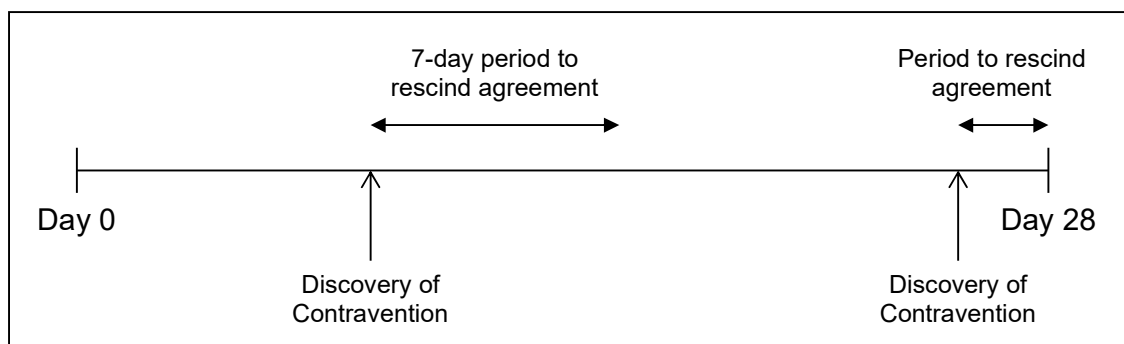 7-day period to
rescind agreement
Period to rescind
agreement
Day 0
Day 28
Discovery of
Contravention
Discovery of
Contravention